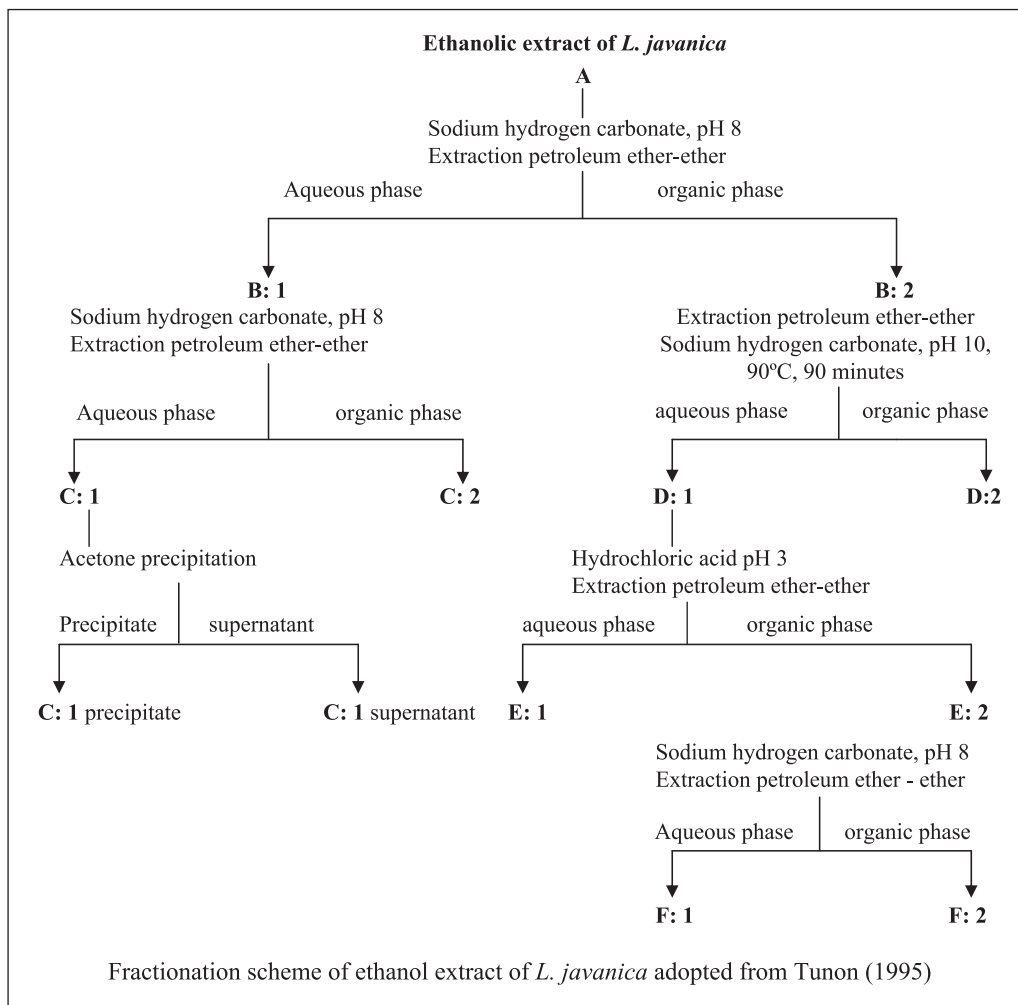 Ethanolic extract of L. javanica
A
Sodium hydrogen carbonate, pH 8
Extraction petroleum ether-ether
Aqueous phase
organic phase
B: 1
Sodium hydrogen carbonate, pH 8
Extraction petroleum ether-ether
B: 2
Extraction petroleum ether-ether
Sodium hydrogen carbonate, pH 10,
90ºC, 90 minutes
Aqueous phase
organic phase
aqueous phase
organic phase
C: 1
C: 2
D: 1
D:2
Acetone precipitation
Hydrochloric acid pH 3
Extraction petroleum ether-ether
Precipitate
supernatant
aqueous phase
organic phase
C: 1 precipitate
C: 1 supernatant
E: 1
E: 2
Sodium hydrogen carbonate, pH 8
Extraction petroleum ether - ether
Aqueous phase
organic phase
F: 1
F: 2
Fractionation scheme of ethanol extract of L. javanica adopted from Tunon (1995)